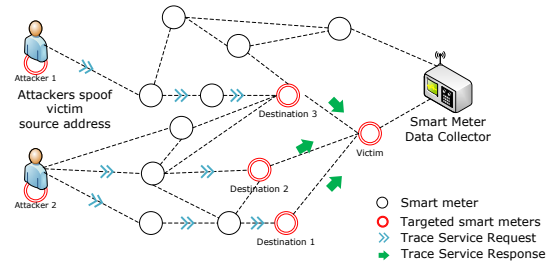 Attacker 1
Attackers spoof
victim
source address
Destination 3
Smart Meter
Data Collector
Victim
Destination 2
Attacker 2
Destination 1
Smart meter
Targeted smart meters
Trace Service Request
Trace Service Response